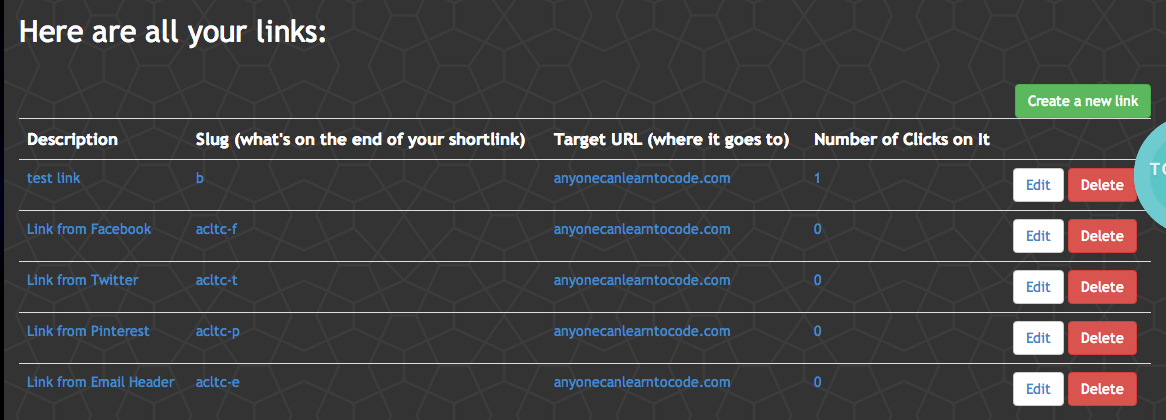 Here are all your links:
Create a new link
Description Slug (what's on the end of your shortlink) Target URL (where it goes to) Number of Clicks on It
test link b anyonecanlearntocode.com 1 Edit Delete
Link from Facebook acltc-f anyonecanlearntocode.com 0 Edit Delete
Link from Twitter acltc-t anyonecanlearntocode.com 0 Edit Delete
Link from Pinterest acltc-p anyonecanlearntocode.com 0 Edit Delete
Link from Email Header acltc-e anyonecanlearntocode.com 0 Edit Delete